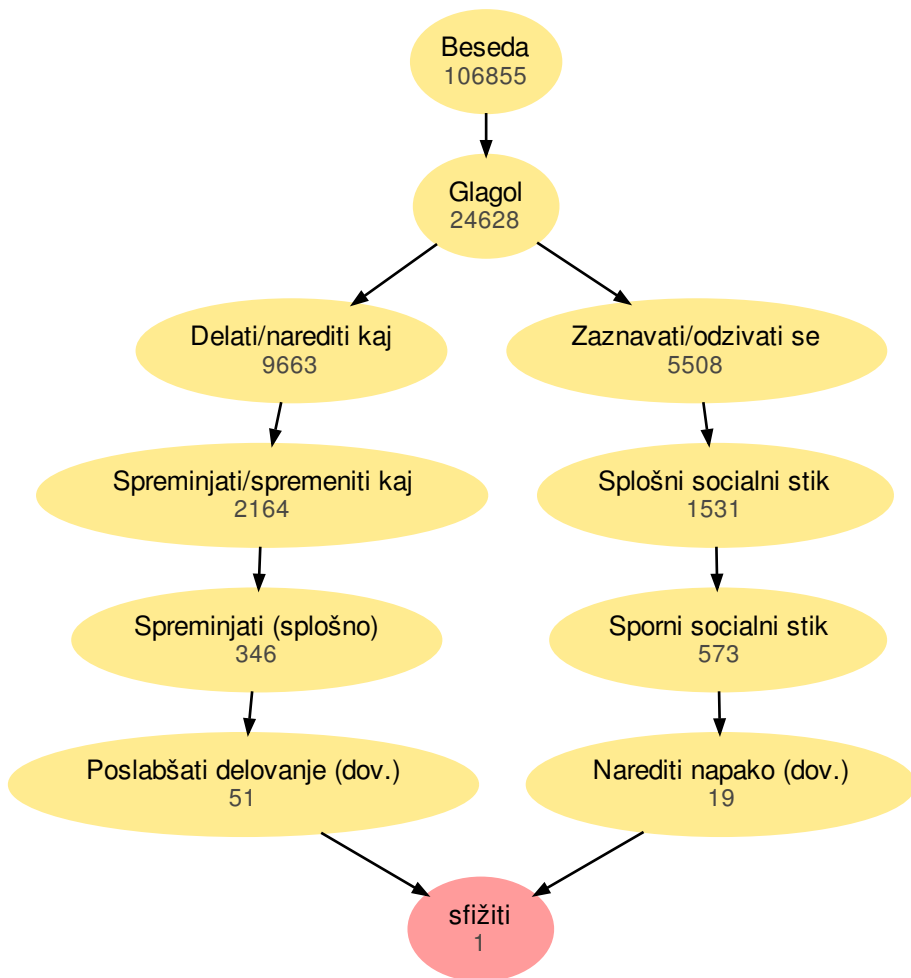 Beseda
106855
Glagol
24628
Delati/narediti kaj
9663
Zaznavati/odzivati se
5508
Spreminjati/spremeniti kaj
2164
Splošni socialni stik
1531
Spreminjati (splošno)
346
Sporni socialni stik
573
Poslabšati delovanje (dov.)
51
Narediti napako (dov.)
19
sfižiti
1